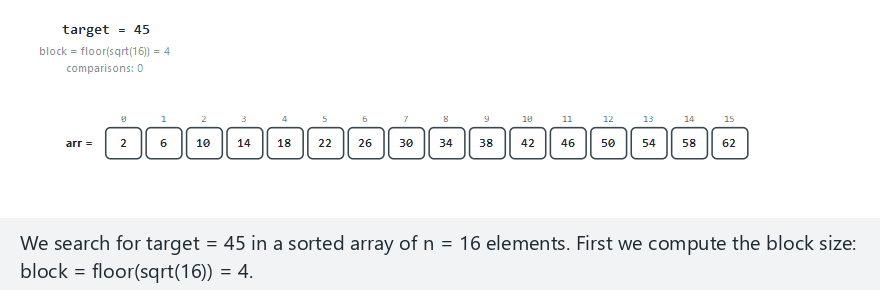 target = 45
block = floor(sqrt(16)) = 4
comparisons: 0
0 1 2 3 4 5 6 7 8 9 10 11 12 13 14 15
arr = 2 6 10 14 18 22 26 30 34 38 42 46 50 54 58 62
We search for target = 45 in a sorted array of n = 16 elements. First we compute the block size:
block = floor(sqrt(16)) = 4.